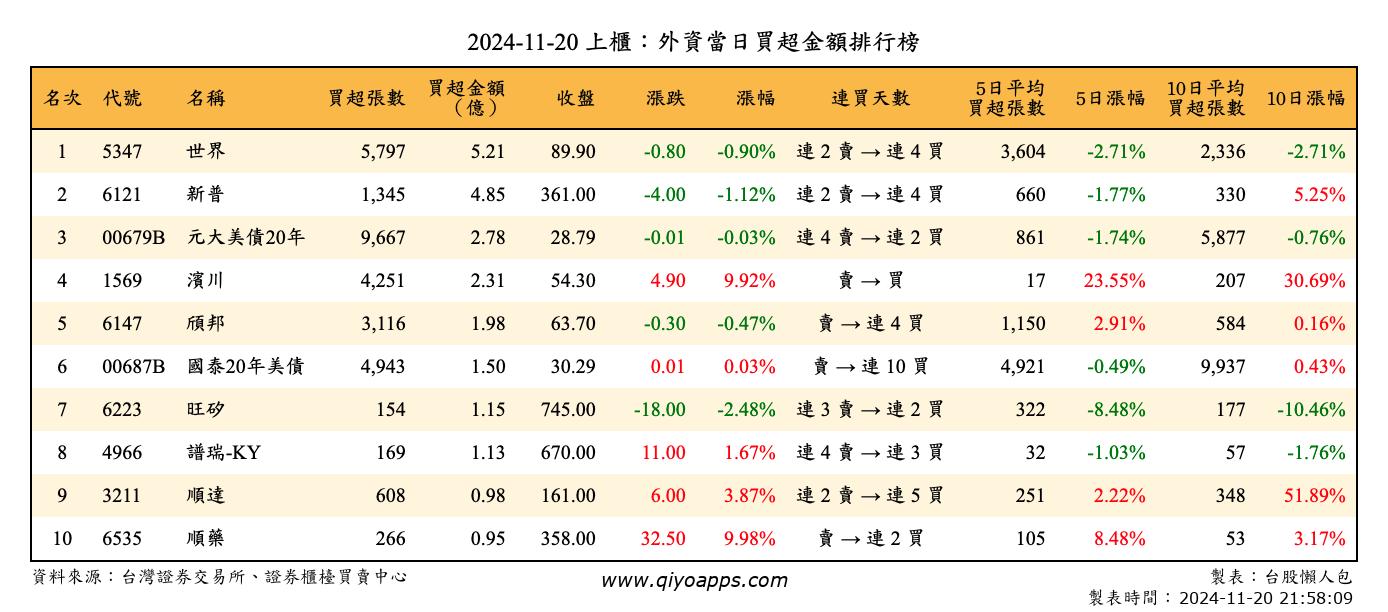 2024-11-20 上櫃：外資當日買超金額排行榜
名次 代號 名稱 買超張數 買超金額（億） 收盤 漲跌 漲幅 連買天數 5日平均買超張數 5日漲幅 10日平均買超張數 10日漲幅
1 5347 世界 5,797 5.21 89.90 -0.80 -0.90% 連 2 賣 → 連 4 買 3,604 -2.71% 2,336 -2.71%
2 6121 新普 1,345 4.85 361.00 -4.00 -1.12% 連 2 賣 → 連 4 買 660 -1.77% 330 5.25%
3 00679B 元大美債20年 9,667 2.78 28.79 -0.01 -0.03% 連 4 賣 → 連 2 買 861 -1.74% 5,877 -0.76%
4 1569 濱川 4,251 2.31 54.30 4.90 9.92% 賣 → 買 17 23.55% 207 30.69%
5 6147 頎邦 3,116 1.98 63.70 -0.30 -0.47% 賣 → 連 4 買 1,150 2.91% 584 0.16%
6 00687B 國泰20年美債 4,943 1.50 30.29 0.01 0.03% 賣 → 連 10 買 4,921 -0.49% 9,937 0.43%
7 6223 旺矽 154 1.15 745.00 -18.00 -2.48% 連 3 賣 → 連 2 買 322 -8.48% 177 -10.46%
8 4966 譜瑞-KY 169 1.13 670.00 11.00 1.67% 連 4 賣 → 連 3 買 32 -1.03% 57 -1.76%
9 3211 順達 608 0.98 161.00 6.00 3.87% 連 2 賣 → 連 5 買 251 2.22% 348 51.89%
10 6535 順藥 266 0.95 358.00 32.50 9.98% 賣 → 連 2 買 105 8.48% 53 3.17%
資料來源：台灣證券交易所、證券櫃檯買賣中心 www.qiyoapps.com 製表：台股懶人包
製表時間：2024-11-20 21:58:09